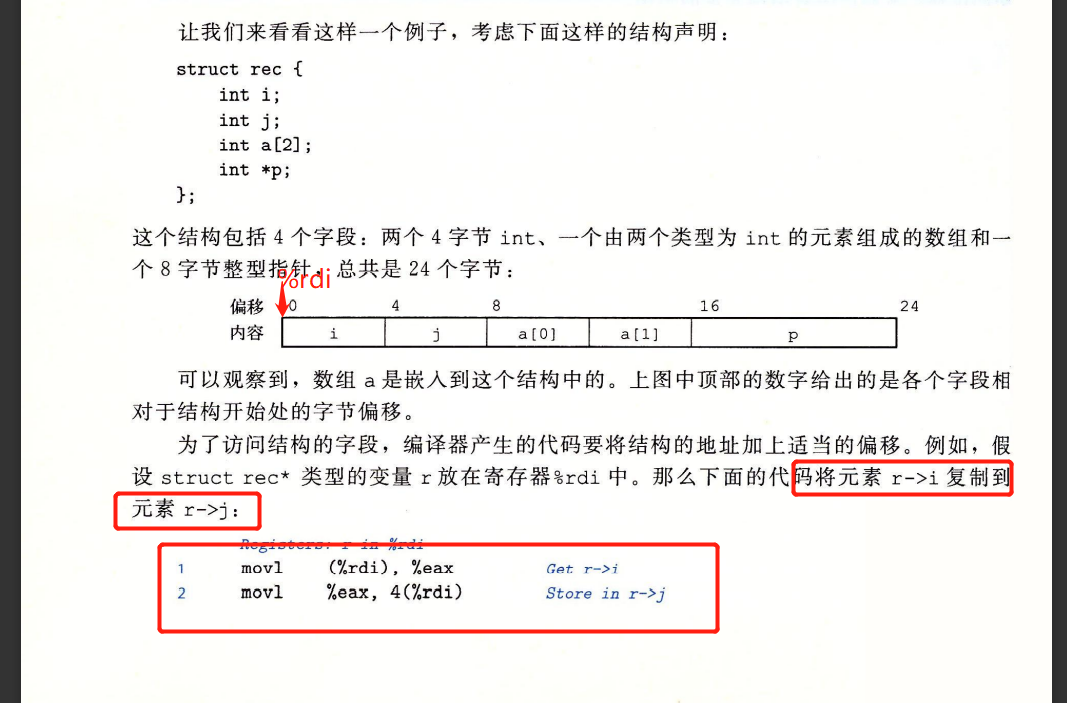 让我们来看看这样一个例子，考虑下面这样的结构声明：
struct rec {
int i;
int j;
int a[2];
int *p;
};
这个结构包括 4 个字段：两个 4 字节 int、一个由两个类型为 int 的元素组成的数组和一
个 8 字节整型指针，总共是 24 个字节：
%rdi
偏移 0 4 8 16 24
内容 i j a[0] a[1] p
可以观察到，数组 a 是嵌入到这个结构中的。上图中顶部的数字给出的是各个字段相
对于结构开始处的字节偏移。
为了访问结构的字段，编译器产生的代码要将结构的地址加上适当的偏移。例如，假
设 struct rec* 类型的变量 r 放在寄存器%rdi 中。那么下面的代码将元素 r->i 复制到
元素 r->j：
Registers: r in %rdi
1 movl (%rdi), %eax Get r->i
2 movl %eax, 4(%rdi) Store in r->j